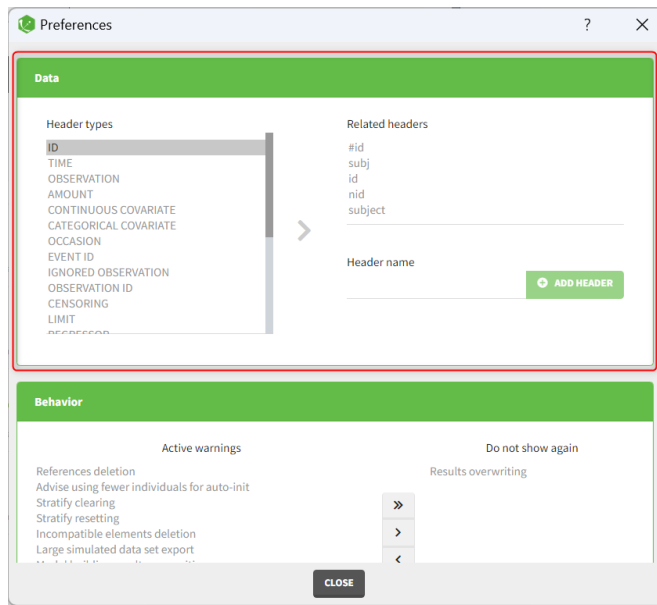 Preferences
?
Data
Header types
ID
TIME
OBSERVATION
AMOUNT
CONTINUOUS COVARIATE
CATEGORICAL COVARIATE
OCCASION
EVENT ID
IGNORED OBSERVATION
OBSERVATION ID
CENSORING
LIMIT
REGRESSOR
Related headers
#id
subj
id
nid
subject
Header name
ADD HEADER
Behavior
Active warnings
References deletion
Advise using fewer individuals for auto-init
Stratify clearing
Stratify resetting
Incompatible elements deletion
Large simulated data set export
Do not show again
Results overwriting
CLOSE